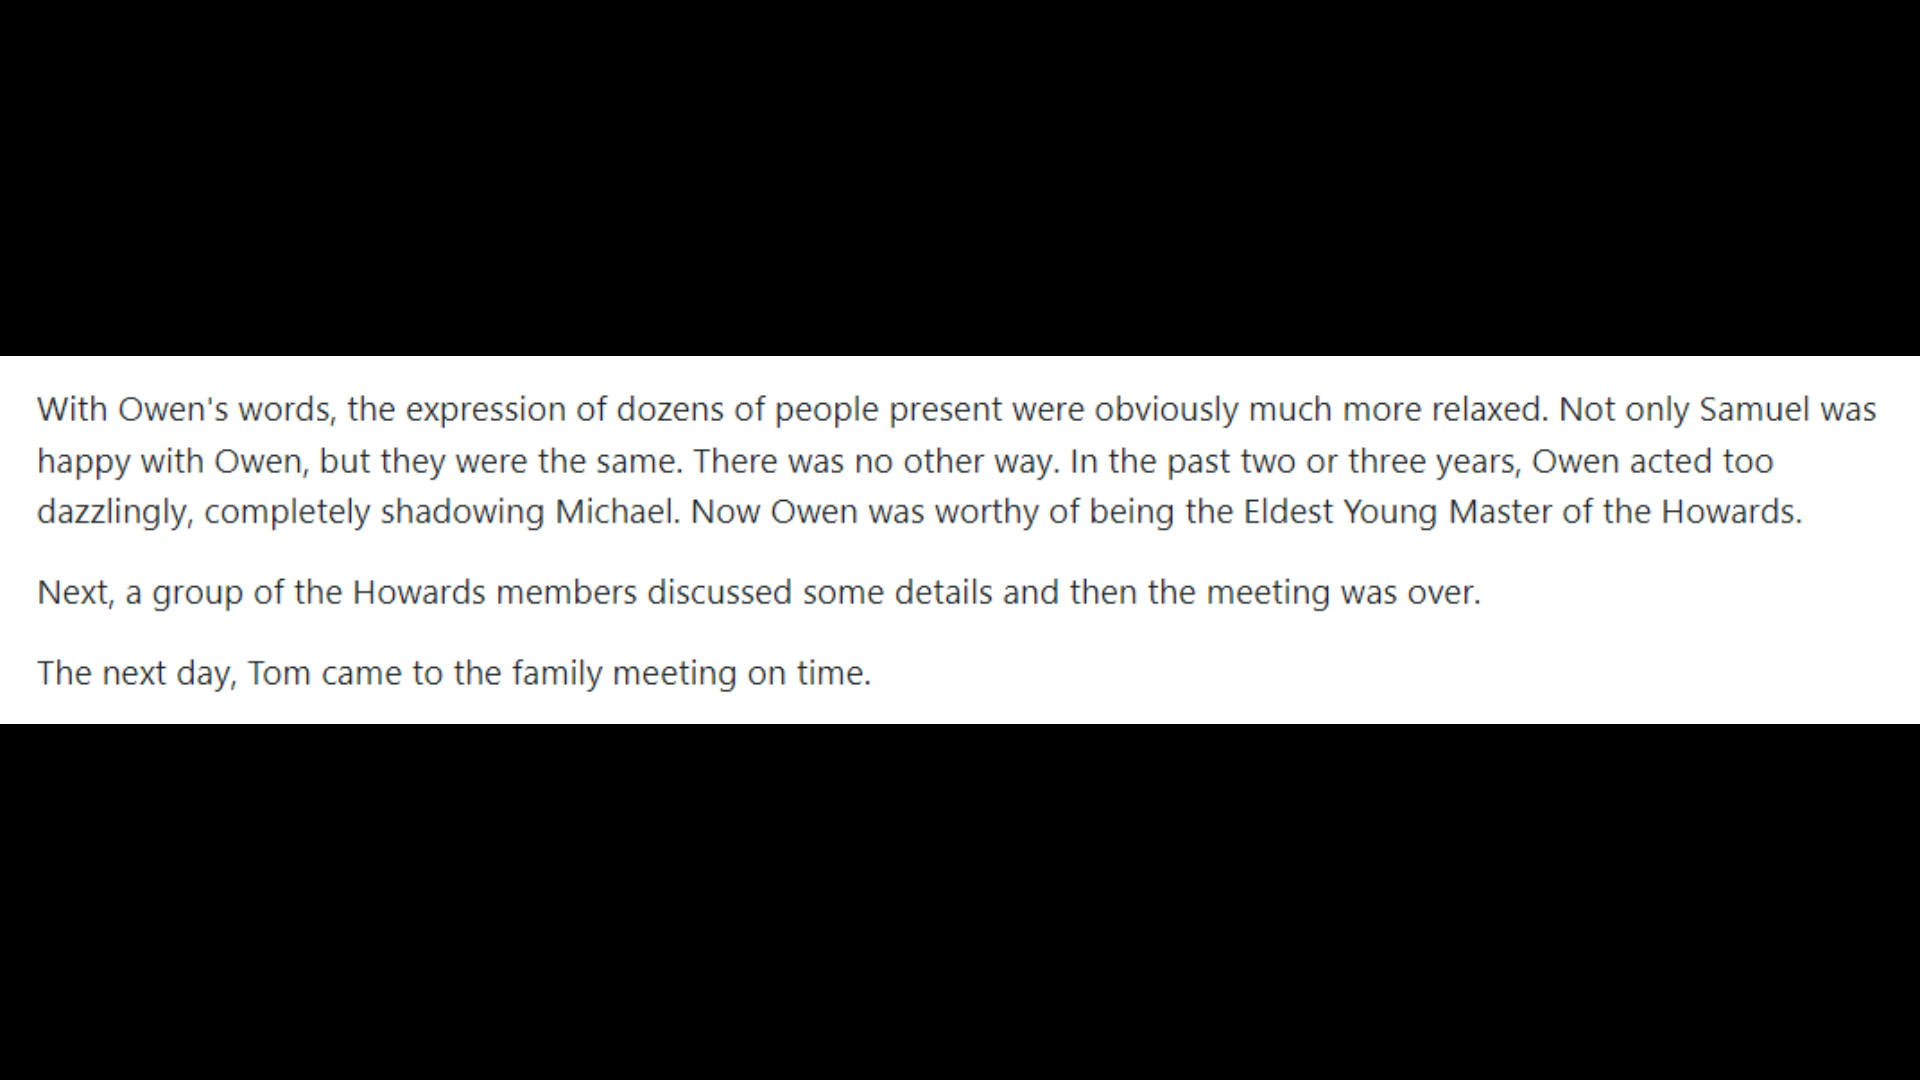 With Owen's words, the expression of dozens of people present were obviously much more relaxed. Not only Samuel was
happy with Owen, but they were the same. There was no other way. In the past two or three years, Owen acted too
dazzlingly, completely shadowing Michael. Now Owen was worthy of being the Eldest Young Master of the Howards.
Next, a group of the Howards members discussed some details and then the meeting was over.
The next day, Tom came to the family meeting on time.